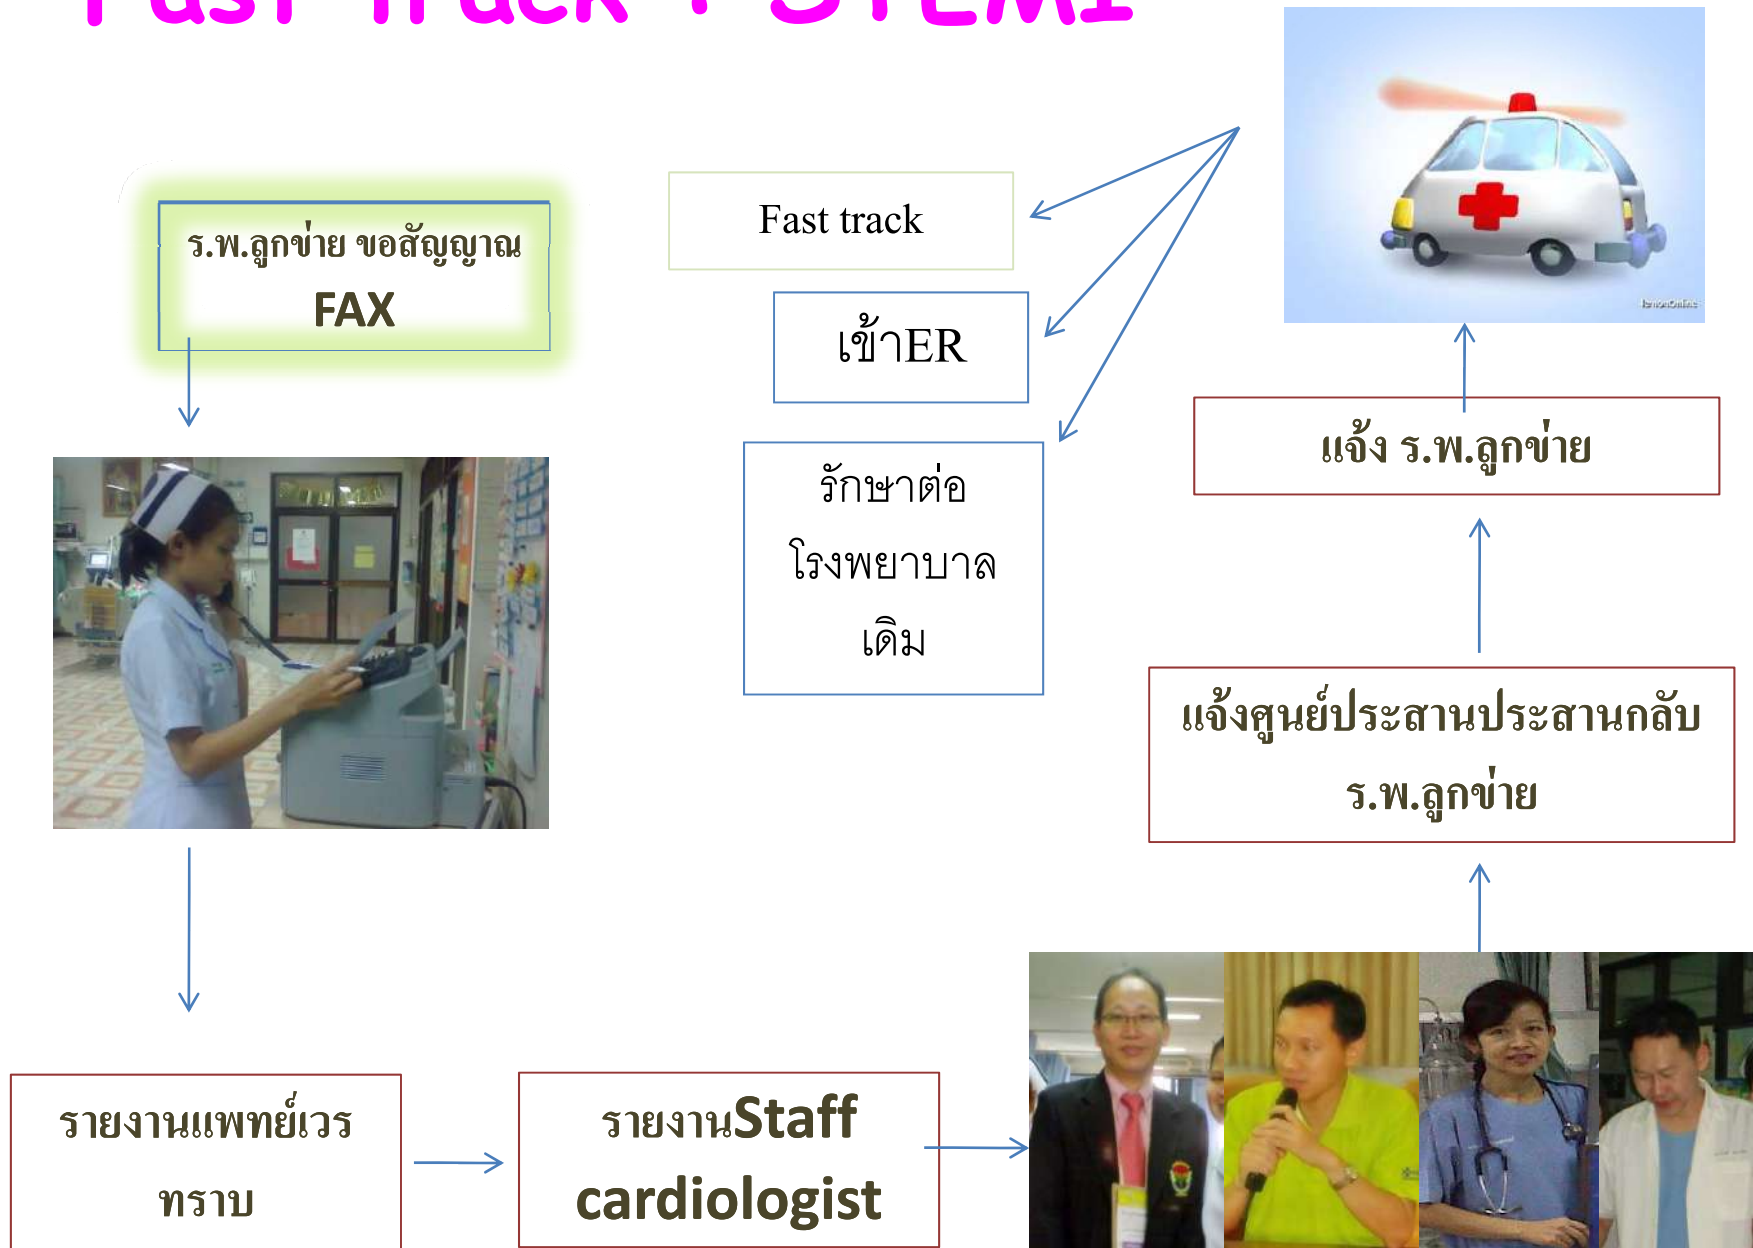 Fast Track : STEMI
ร.พ.ลูกข่าย ขอสัญญาณ
FAX
รายงานแพทย์เวร
ทราบ
รายงานStaff
cardiologist
แจ้งศูนย์ประสานประสานกลับ
ร.พ.ลูกข่าย
แจ้ง ร.พ.ลูกข่าย
Fast track
เข้าER
รักษาต่อ
โรงพยาบาล
เดิม